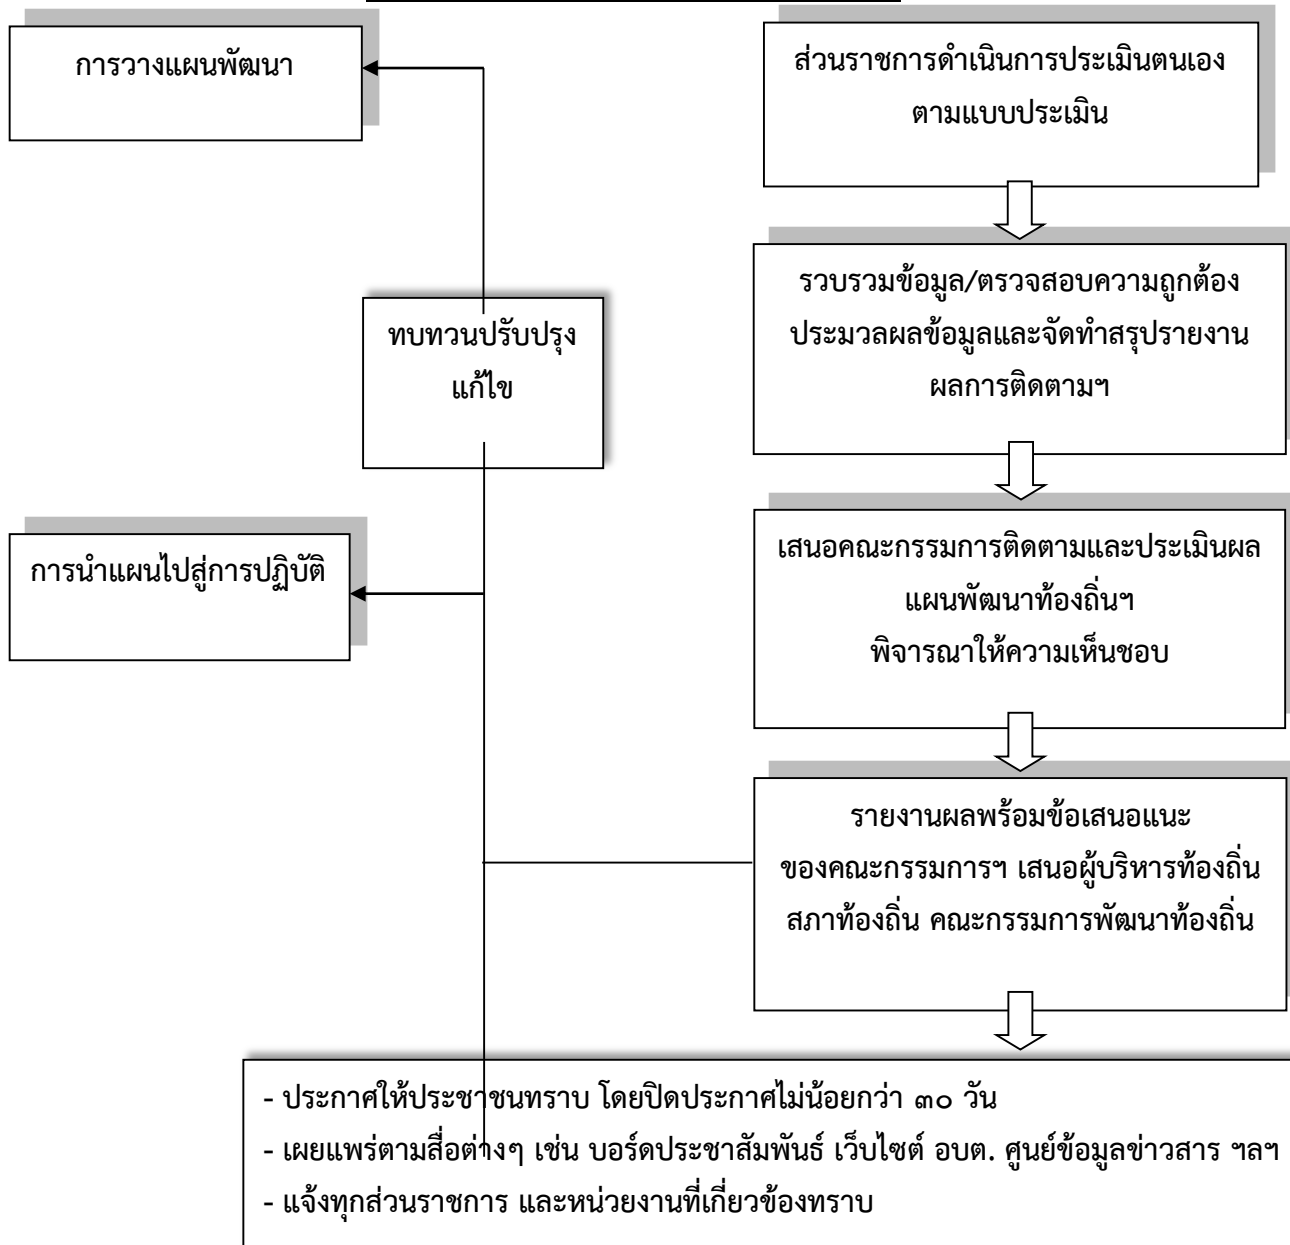 การวางแผนพัฒนา
ส่วนราชการดำเนินการประเมินตนเอง
ตามแบบประเมิน
รวบรวมข้อมูล/ตรวจสอบความถูกต้อง
ประมวลผลข้อมูลและจัดทำสรุปรายงาน
ผลการติดตามฯ
ทบทวนปรับปรุง
แก้ไข
การนำแผนไปสู่การปฏิบัติ
เสนอคณะกรรมการติดตามและประเมินผล
แผนพัฒนาท้องถิ่นฯ
พิจารณาให้ความเห็นชอบ
รายงานผลพร้อมข้อเสนอแนะ
ของคณะกรรมการฯ เสนอผู้บริหารท้องถิ่น
สภาท้องถิ่น คณะกรรมการพัฒนาท้องถิ่น
- ประกาศให้ประชาชนทราบ โดยปิดประกาศไม่น้อยกว่า ๓๐ วัน
- เผยแพร่ตามสื่อต่างๆ เช่น บอร์ดประชาสัมพันธ์ เว็บไซต์ อบต. ศูนย์ข้อมูลข่าวสาร ฯลฯ
- แจ้งทุกส่วนราชการ และหน่วยงานที่เกี่ยวข้องทราบ